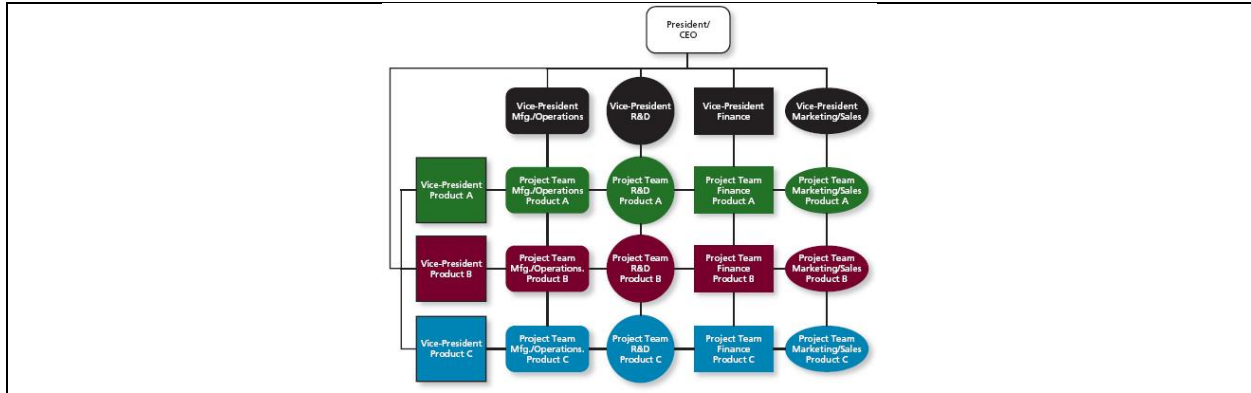 President/
CEO
Vice-President
Mfg./Operations
Vice-President
R&D
Vice-President
Finance
Vice-President
Marketing/Sales
Vice-President
Product A
Project Team
Mfg./Operations
Product A
Project Team
R&D
Product A
Project Team
Finance
Product A
Project Team
Marketing/Sales
Product A
Vice-President
Product B
Project Team
Mfg./Operations.
Product B
Project Team
R&D
Product B
Project Team
Finance
Product B
Project Team
Marketing/Sales
Product B
Vice-President
Product C
Project Team
Mfg./Operations.
Product C
Project Team
R&D
Product C
Project Team
Finance
Product C
Project Team
Marketing/Sales
Product C